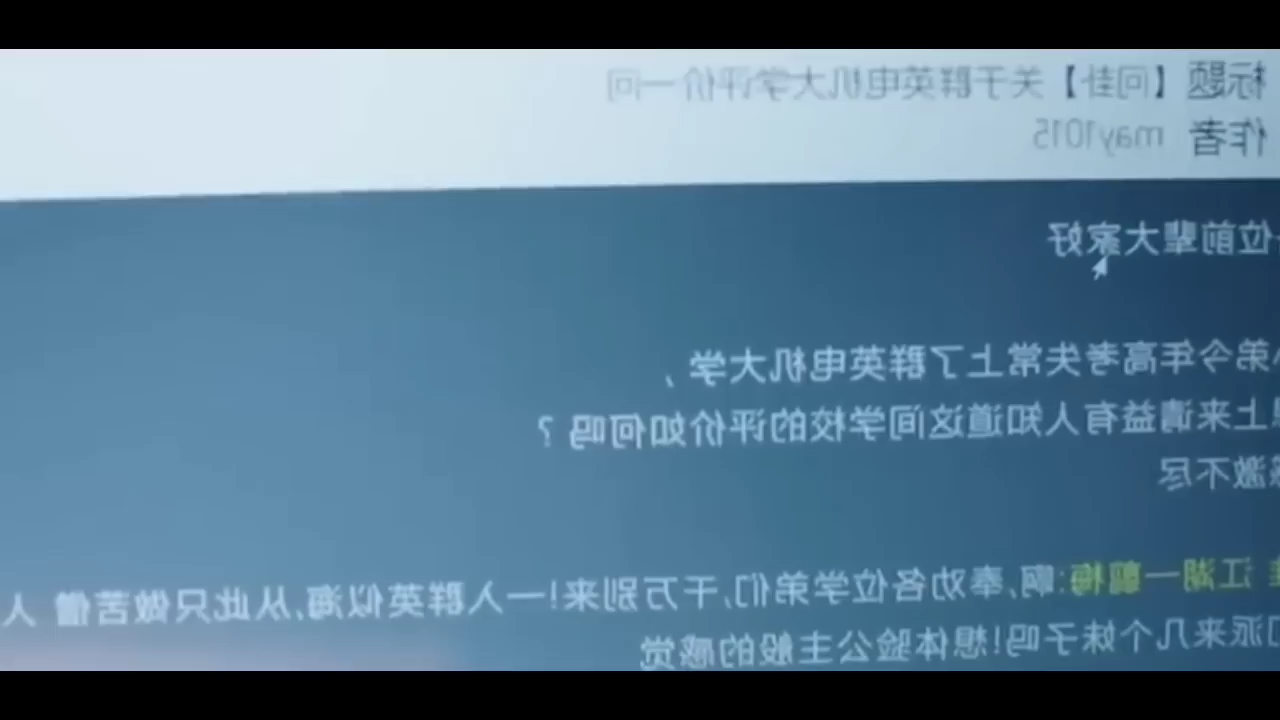 标题 【问卦】关于群英电机大学评价一问
作者 may1015
位前辈大家好
弟今年高考失常上了群英电机大学，
上来请益有人知道这间学校的评价如何吗？
激不尽
江湖一剪梅:啊,奉劝各位学弟们,千万别来!一入群英似海,从此只做苦僧 人
派来几个妹子吗!想体验公主般的感觉